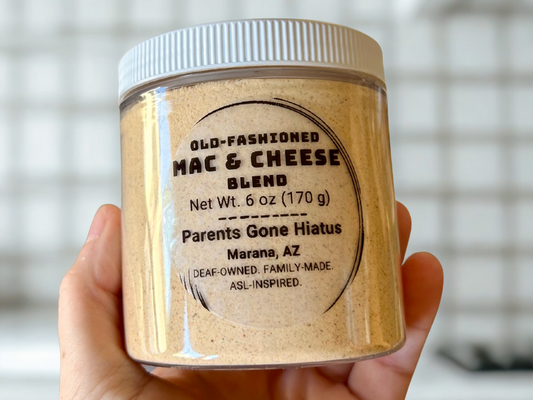 OLD-FASHIONED
MAC & CHEESE
BLEND
Net Wt. 6 oz (170 g)
Parents Gone Hiatus
Marana, AZ
DEAF-OWNED. FAMILY-MADE.
ASL-INSPIRED.